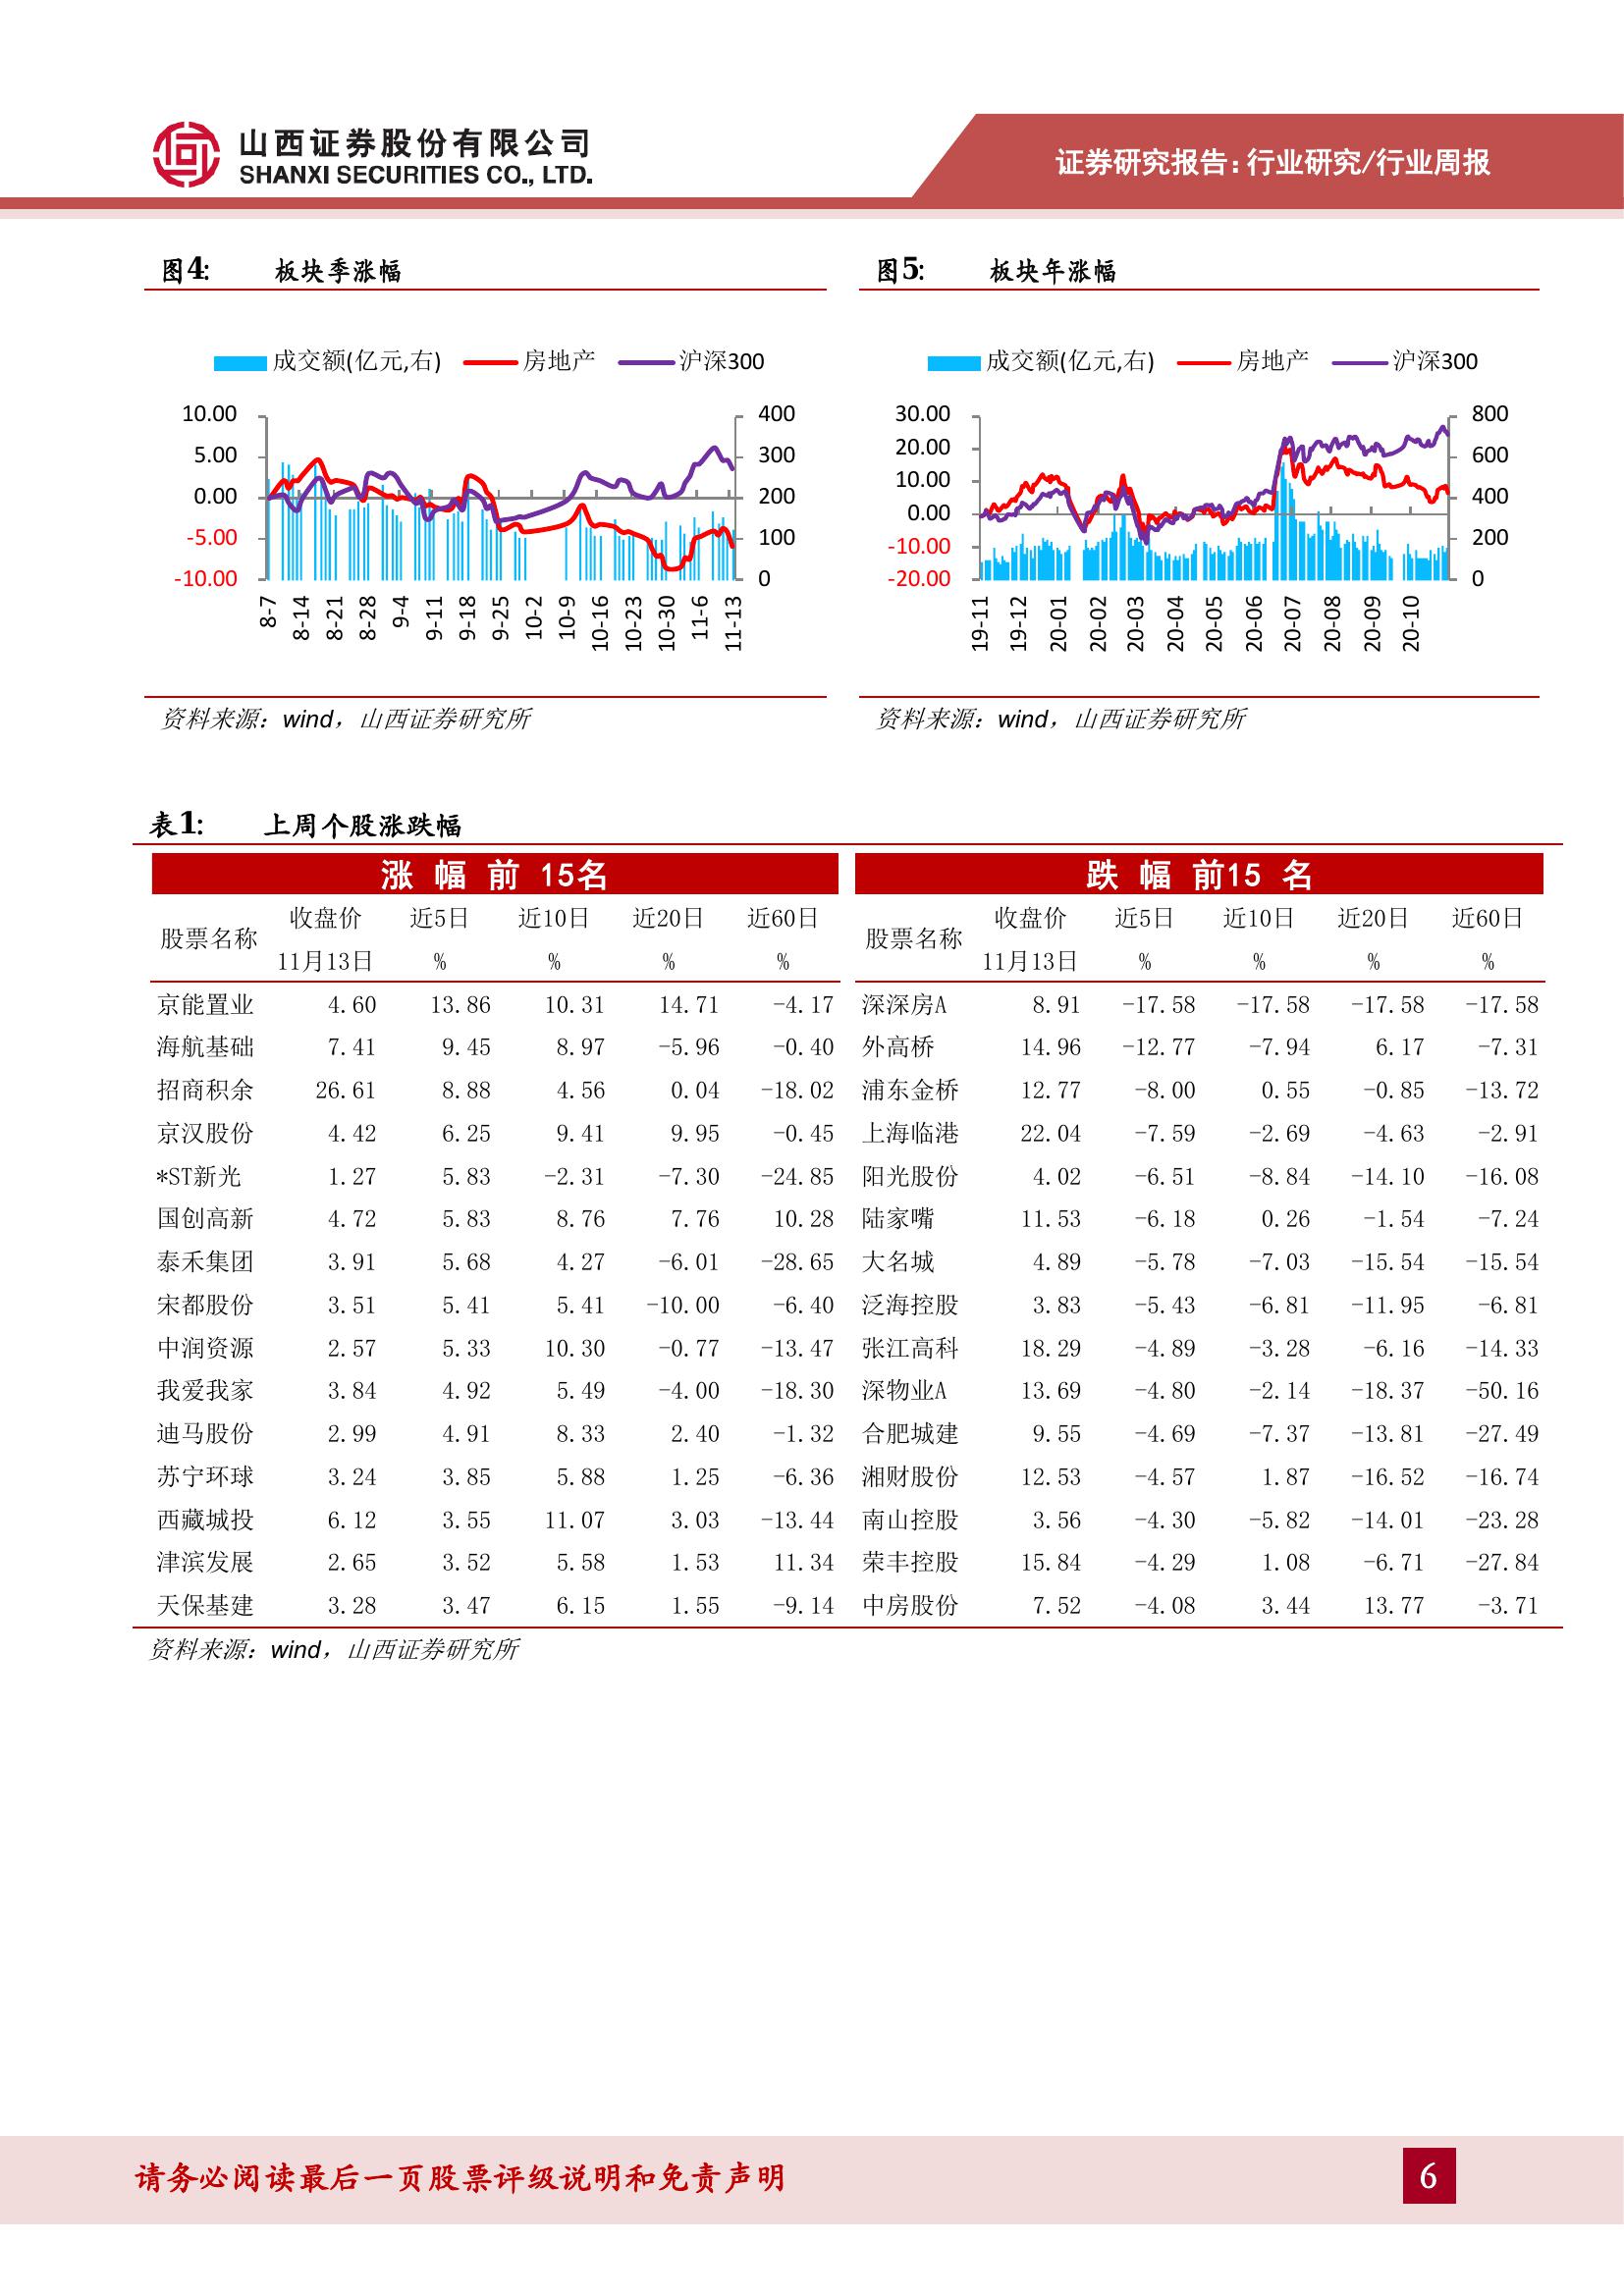 山西证券股份有限公司
SHANXI SECURITIES CO., LTD.
证券研究报告:行业研究/行业周报
图4: 板块季涨幅
成交额(亿元,右) 房地产 沪深300
10.00
5.00
0.00
-5.00
-10.00
400
300
200
100
0
8-7 8-14 8-21 8-28 9-4 9-11 9-18 9-25 10-2 10-9 10-16 10-23 10-30 11-6 11-13
资料来源：wind，山西证券研究所
图5: 板块年涨幅
成交额(亿元,右) 房地产 沪深300
30.00
20.00
10.00
0.00
-10.00
-20.00
800
600
400
200
0
19-11 19-12 20-01 20-02 20-03 20-04 20-05 20-06 20-07 20-08 20-09 20-10
资料来源：wind，山西证券研究所
表1: 上周个股涨跌幅
涨 幅 前 15名 跌 幅 前15 名
股票名称 收盘价 近5日 近10日 近20日 近60日 股票名称 收盘价 近5日 近10日 近20日 近60日
11月13日 % % % % 11月13日 % % % %
京能置业 4.60 13.86 10.31 14.71 -4.17 深深房A 8.91 -17.58 -17.58 -17.58 -17.58
海航基础 7.41 9.45 8.97 -5.96 -0.40 外高桥 14.96 -12.77 -7.94 6.17 -7.31
招商积余 26.61 8.88 4.56 0.04 -18.02 浦东金桥 12.77 -8.00 0.55 -0.85 -13.72
京汉股份 4.42 6.25 9.41 9.95 -0.45 上海临港 22.04 -7.59 -2.69 -4.63 -2.91
*ST新光 1.27 5.83 -2.31 -7.30 -24.85 阳光股份 4.02 -6.51 -8.84 -14.10 -16.08
国创高新 4.72 5.83 8.76 7.76 10.28 陆家嘴 11.53 -6.18 0.26 -1.54 -7.24
泰禾集团 3.91 5.68 4.27 -6.01 -28.65 大名城 4.89 -5.78 -7.03 -15.54 -15.54
宋都股份 3.51 5.41 5.41 -10.00 -6.40 泛海控股 3.83 -5.43 -6.81 -11.95 -6.81
中润资源 2.57 5.33 10.30 -0.77 -13.47 张江高科 18.29 -4.89 -3.28 -6.16 -14.33
我爱我家 3.84 4.92 5.49 -4.00 -18.30 深物业A 13.69 -4.80 -2.14 -18.37 -50.16
迪马股份 2.99 4.91 8.33 2.40 -1.32 合肥城建 9.55 -4.69 -7.37 -13.81 -27.49
苏宁环球 3.24 3.85 5.88 1.25 -6.36 湘财股份 12.53 -4.57 1.87 -16.52 -16.74
西藏城投 6.12 3.55 11.07 3.03 -13.44 南山控股 3.56 -4.30 -5.82 -14.01 -23.28
津滨发展 2.65 3.52 5.58 1.53 11.34 荣丰控股 15.84 -4.29 1.08 -6.71 -27.84
天保基建 3.28 3.47 6.15 1.55 -9.14 中房股份 7.52 -4.08 3.44 13.77 -3.71
资料来源：wind，山西证券研究所
请务必阅读最后一页股票评级说明和免责声明 6